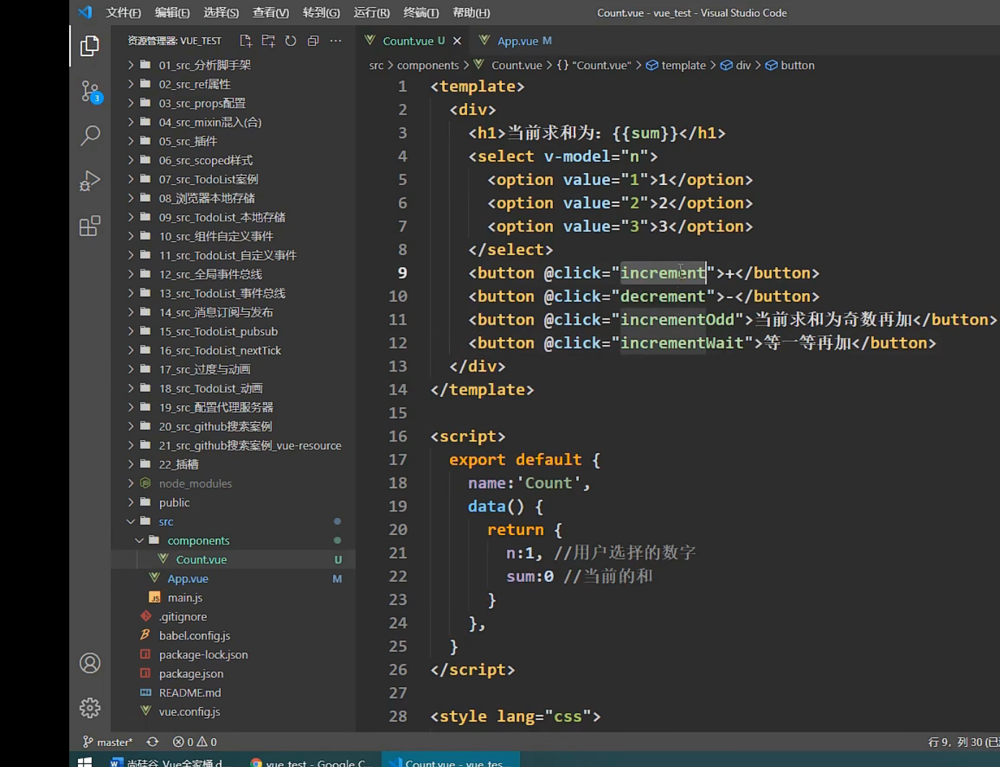 文件(F) 编辑(E) 选择(S) 查看(V) 转到(G) 运行(R) 终端(T) 帮助(H) Count.vue - vue_test - Visual Studio Code
资源管理器: VUE_TEST
Count.vue U App.vue M
src > components > Count.vue > {} "Count.vue" > template > div > button
3
01_src_分析脚手架
02_src_ref属性
03_src_props配置
04_src_mixin混入(合)
05_src_插件
06_src_scoped样式
07_src_TodoList案例
08_浏览器本地存储
09_src_TodoList_本地存储
10_src_组件自定义事件
11_src_TodoList_自定义事件
12_src_全局事件总线
13_src_TodoList_事件总线
14_src_消息订阅与发布
15_src_TodoList_pubsub
16_src_TodoList_nextTick
17_src_过度与动画
18_src_TodoList_动画
19_src_配置代理服务器
20_src_github搜索案例
21_src_github搜索案例_vue-resource
22_插槽
node_modules
public
src
components
Count.vue U
App.vue M
JS main.js
.gitignore
babel.config.js
package-lock.json
package.json
README.md
vue.config.js
1 <template>
2 <div>
3 <h1>当前求和为：{{sum}}</h1>
4 <select v-model="n">
5 <option value="1">1</option>
6 <option value="2">2</option>
7 <option value="3">3</option>
8 </select>
9 <button @click="increment">+</button>
10 <button @click="decrement">-</button>
11 <button @click="incrementOdd">当前求和为奇数再加</button>
12 <button @click="incrementWait">等一等再加</button>
13 </div>
14 </template>
15
16 <script>
17 export default {
18 name:'Count',
19 data() {
20 return {
21 n:1, //用户选择的数字
22 sum:0 //当前的和
23 }
24 },
25 }
26 </script>
27
28 <style lang="css">
master* 0 0 行 9，列 30 (已
尚硅谷_Vue全家桶.d... vue_test - Google C... Count.vue - vue_tes...